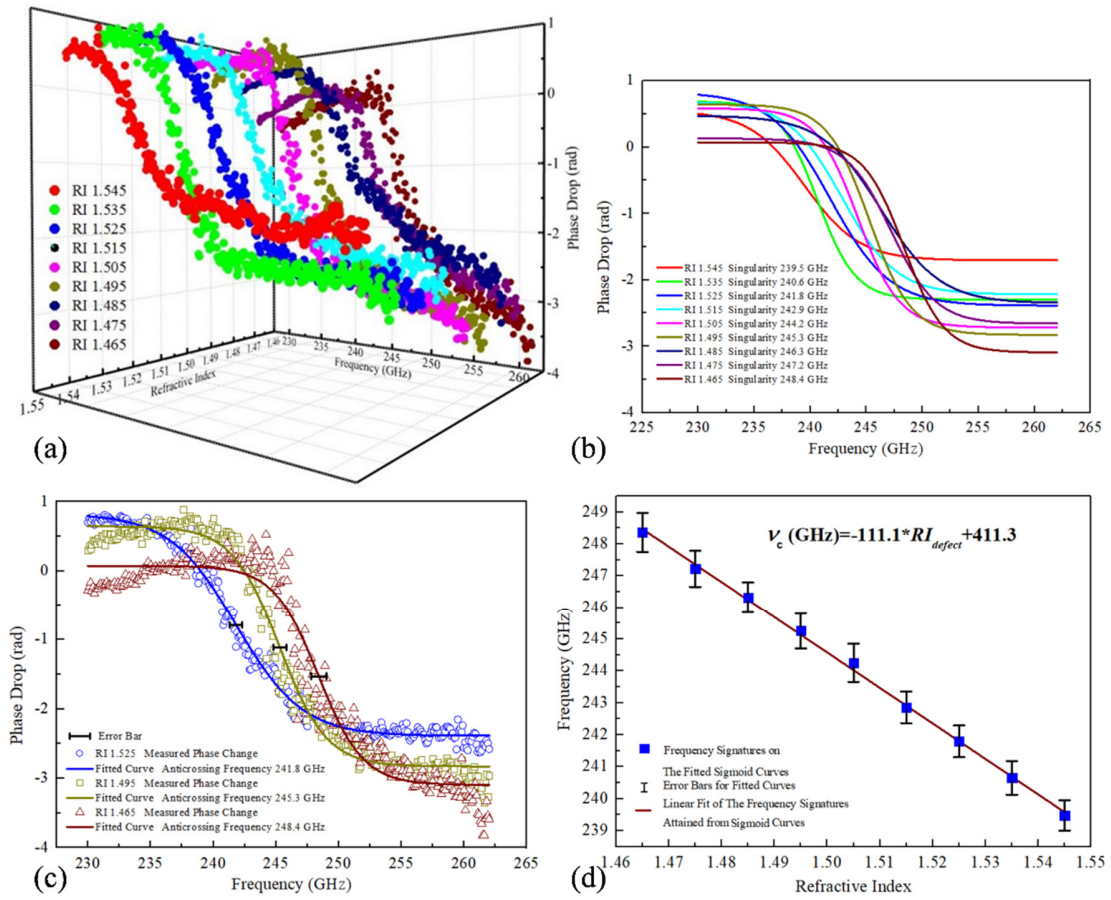 1
0
-1
-2
-3
-4
Phase Drop (rad)
RI 1.545
RI 1.535
RI 1.525
RI 1.515
RI 1.505
RI 1.495
RI 1.485
RI 1.475
RI 1.465
1.55 1.54 1.53 1.52 1.51 1.50 1.49 1.48 1.47 1.46
Refractive Index
230 235 240 245 250 255 260
Frequency (GHz)
(a)
1
0
-1
-2
-3
-4
Phase Drop (rad)
RI 1.545 Singularity 239.5 GHz
RI 1.535 Singularity 240.6 GHz
RI 1.525 Singularity 241.8 GHz
RI 1.515 Singularity 242.9 GHz
RI 1.505 Singularity 244.2 GHz
RI 1.495 Singularity 245.3 GHz
RI 1.485 Singularity 246.3 GHz
RI 1.475 Singularity 247.2 GHz
RI 1.465 Singularity 248.4 GHz
225 230 235 240 245 250 255 260 265
Frequency (GHz)
(b)
1
0
-1
-2
-3
-4
Phase Drop (rad)
Error Bar
RI 1.525 Measured Phase Change
Fitted Curve Anticrossing Frequency 241.8 GHz
RI 1.495 Measured Phase Change
Fitted Curve Anticrossing Frequency 245.3 GHz
RI 1.465 Measured Phase Change
Fitted Curve Anticrossing Frequency 248.4 GHz
230 235 240 245 250 255 260 265
Frequency (GHz)
(c)
249
248
247
246
245
244
243
242
241
240
239
Frequency (GHz)
ν_c (GHz)=-111.1*RI_defect+411.3
Frequency Signatures on
The Fitted Sigmoid Curves
Error Bars for Fitted Curves
Linear Fit of The Frequency Signatures
Attained from Sigmoid Curves
1.46 1.47 1.48 1.49 1.50 1.51 1.52 1.53 1.54 1.55
Refractive Index
(d)